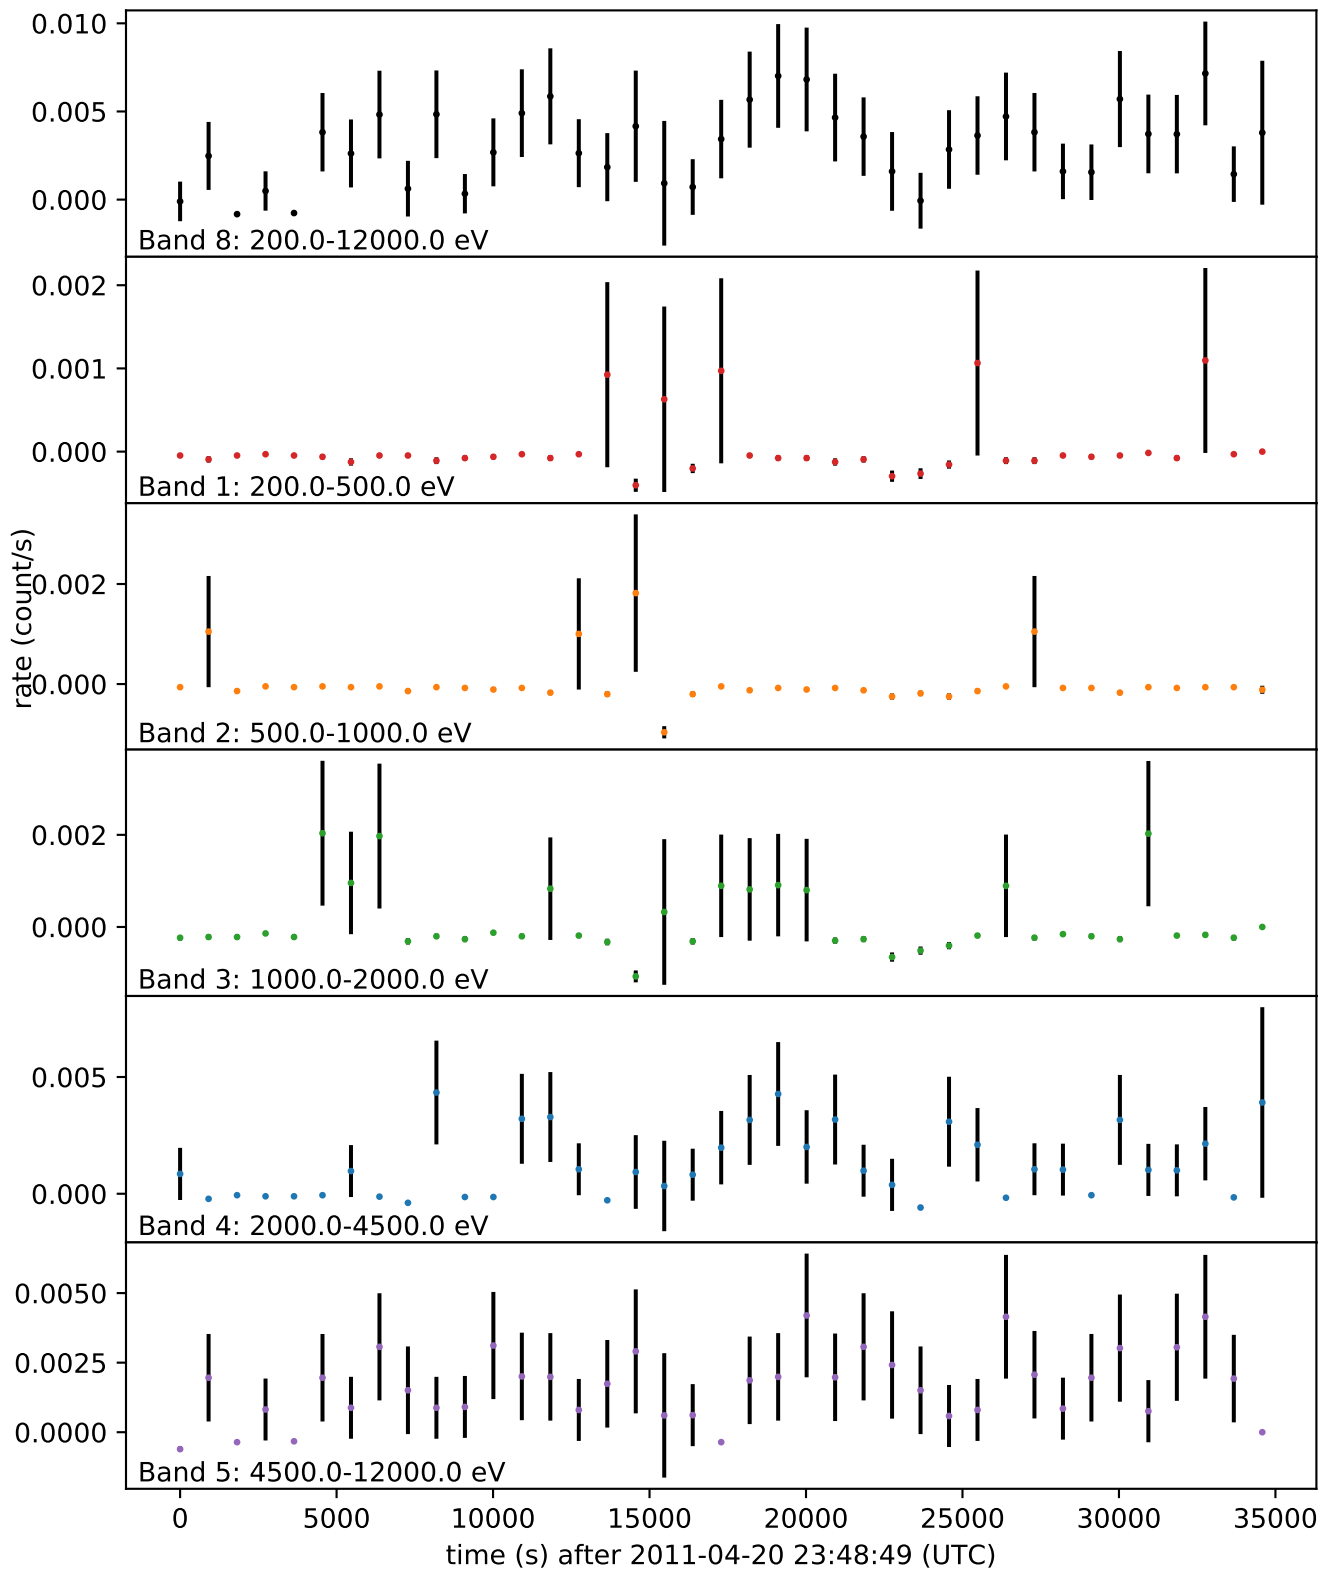 0.010
0.005
0.000
Band 8: 200.0-12000.0 eV
0.002
0.001
0.000
Band 1: 200.0-500.0 eV
rate (count/s)
0.002
0.000
Band 2: 500.0-1000.0 eV
0.002
0.000
Band 3: 1000.0-2000.0 eV
0.005
0.000
Band 4: 2000.0-4500.0 eV
0.0050
0.0025
0.0000
Band 5: 4500.0-12000.0 eV
0 5000 10000 15000 20000 25000 30000 35000
time (s) after 2011-04-20 23:48:49 (UTC)